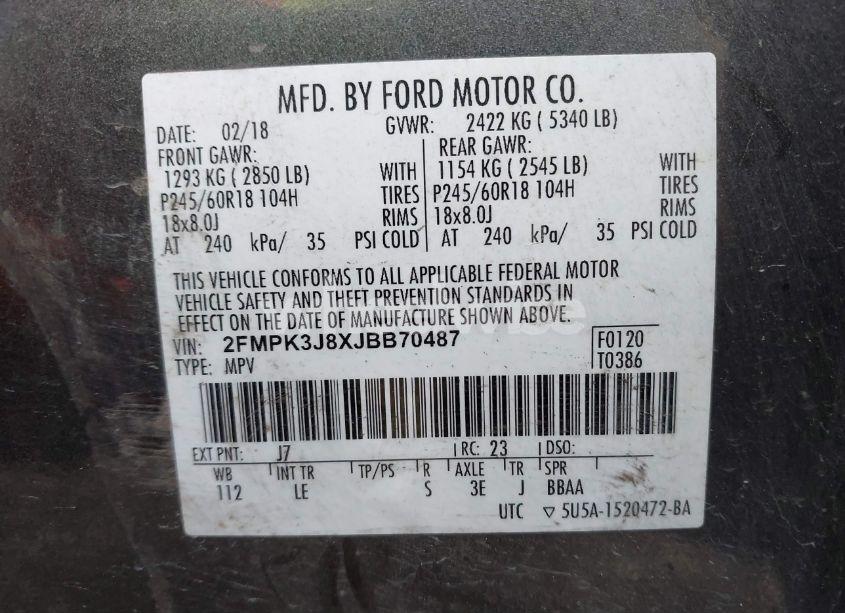 MFD. BY FORD MOTOR CO.
DATE: 02/18 GVWR: 2422 KG ( 5340 LB)
FRONT GAWR: REAR GAWR:
1293 KG ( 2850 LB) WITH 1154 KG ( 2545 LB) WITH
P245/60R18 104H TIRES P245/60R18 104H TIRES
18x8.0J RIMS 18x8.0J RIMS
AT 240 kPa/ 35 PSI COLD AT 240 kPa/ 35 PSI COLD
THIS VEHICLE CONFORMS TO ALL APPLICABLE FEDERAL MOTOR
VEHICLE SAFETY AND THEFT PREVENTION STANDARDS IN
EFFECT ON THE DATE OF MANUFACTURE SHOWN ABOVE.
VIN: 2FMPK3J8XJBB70487 F0120
TYPE: MPV T0386
EXT PNT: J7 RC: 23 DSO:
WB INT TR TP/PS R AXLE TR SPR
112 LE S 3E J BBAA
UTC ▽ 5U5A-1520472-BA